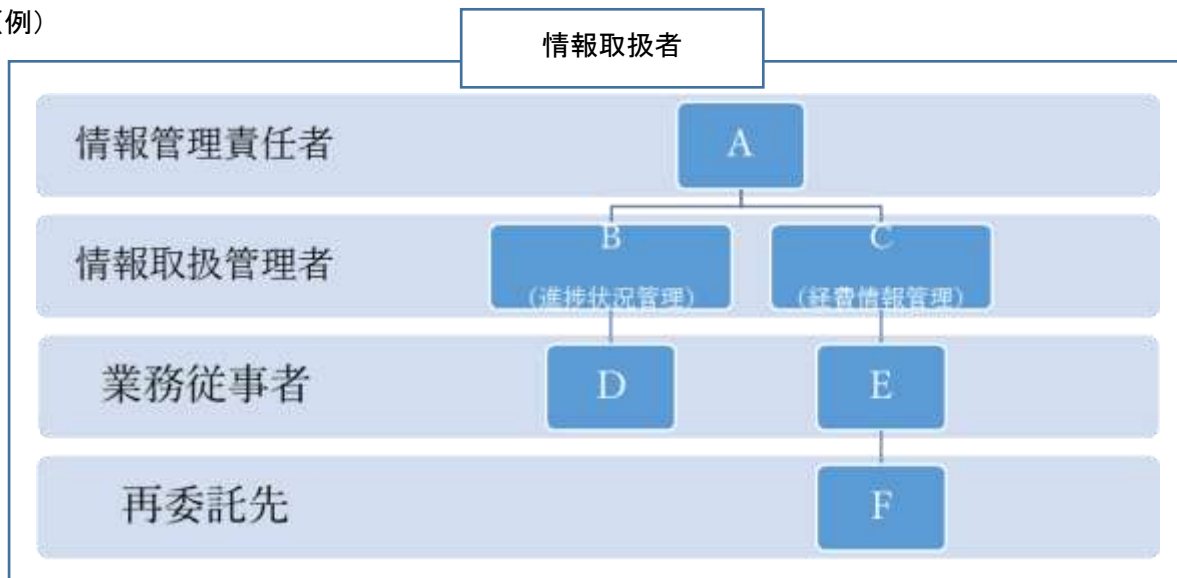 （例）
情報取扱者
情報管理責任者
A
情報取扱管理者
B
（進捗状況管理）
C
（経費情報管理）
業務従事者
D
E
再委託先
F